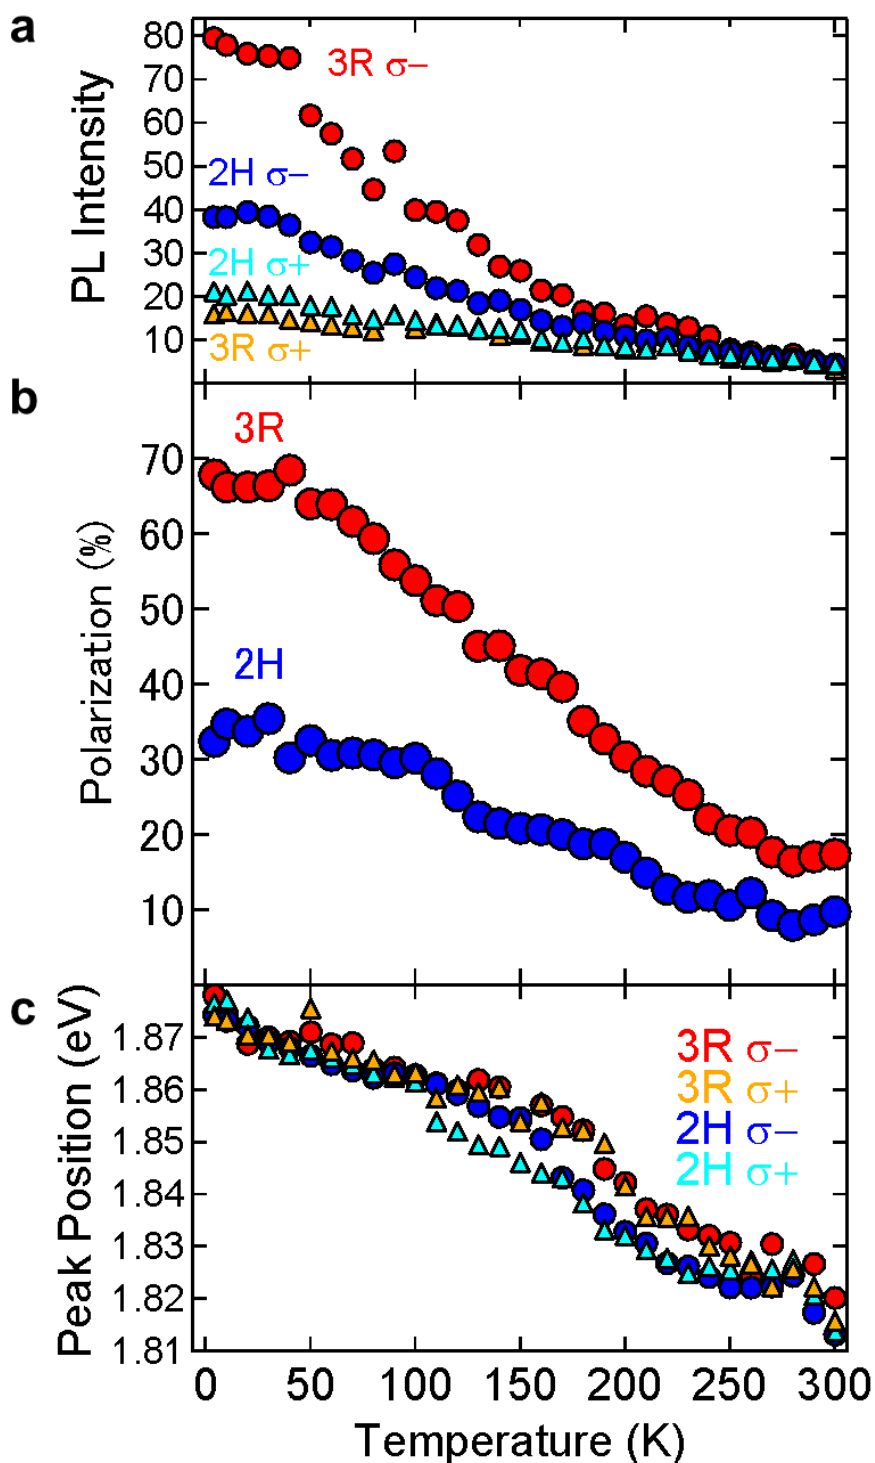 a
80
70
60
50
40
30
20
10
PL Intensity
3R σ−
2H σ−
2H σ+
3R σ+
b
70
60
50
40
30
20
10
Polarization (%)
3R
2H
c
1.87
1.86
1.85
1.84
1.83
1.82
1.81
Peak Position (eV)
3R σ−
3R σ+
2H σ−
2H σ+
0 50 100 150 200 250 300
Temperature (K)